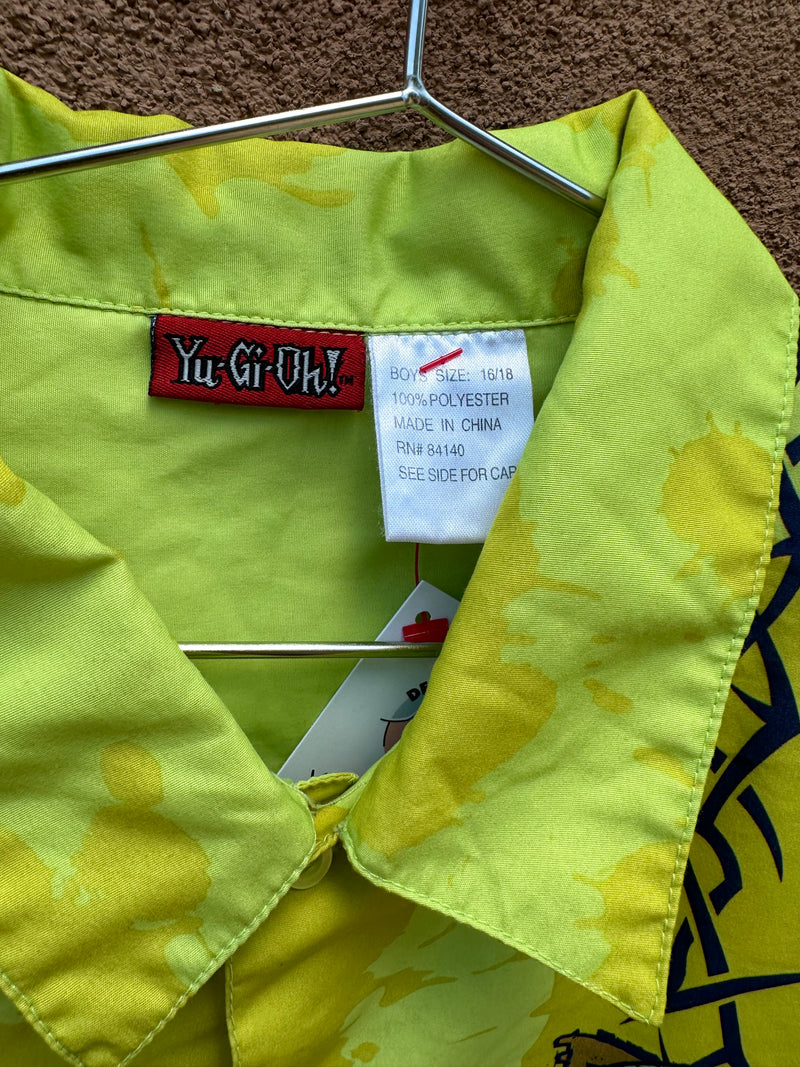 Yu-Gi-Oh!™
BOYS SIZE: 16/18
100% POLYESTER
MADE IN CHINA
RN# 84140
SEE SIDE FOR CAR
DE